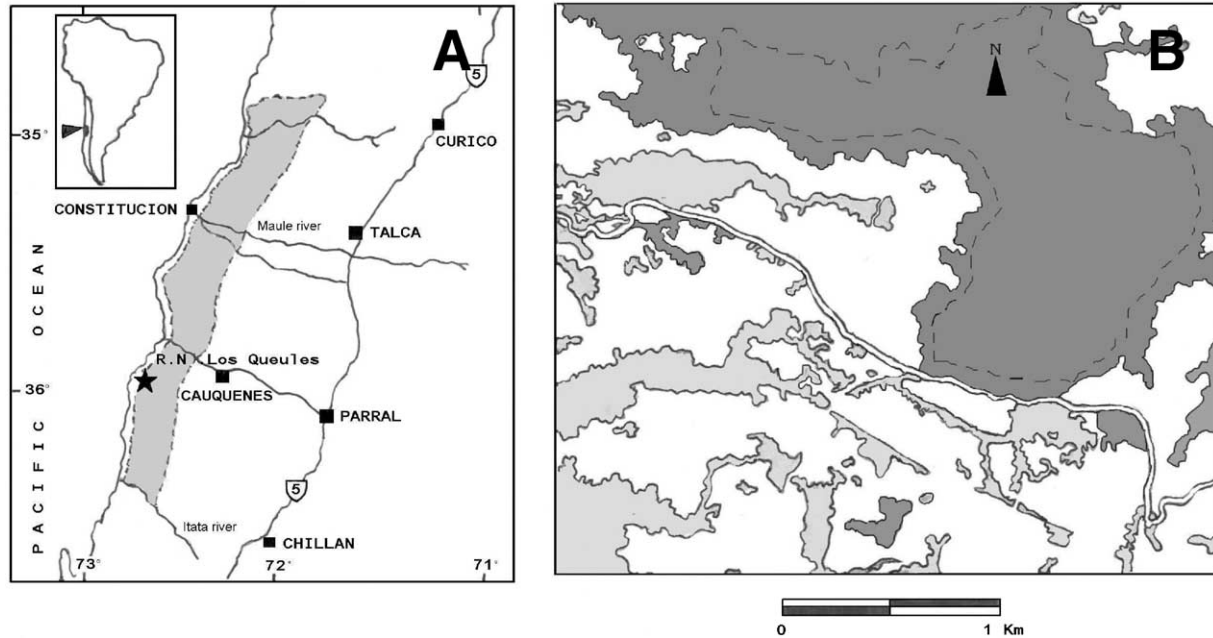 A
5
35°
CURICO
CONSTITUCION
Maule river
TALCA
PACIFIC OCEAN
R.N Los Queules
36°
CAUQUENES
PARRAL
5
Itata river
CHILLAN
73°
72°
71°
B
N
0 1 Km